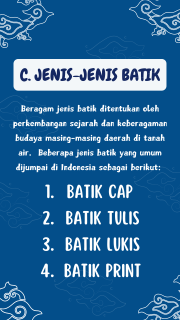 C. JENIS-JENIS BATIK
Beragam jenis batik ditentukan oleh
perkembangan sejarah dan keberagaman
budaya masing-masing daerah di tanah
air. Beberapa jenis batik yang umum
dijumpai di Indonesia sebagai berikut:
1. BATIK CAP
2. BATIK TULIS
3. BATIK LUKIS
4. BATIK PRINT